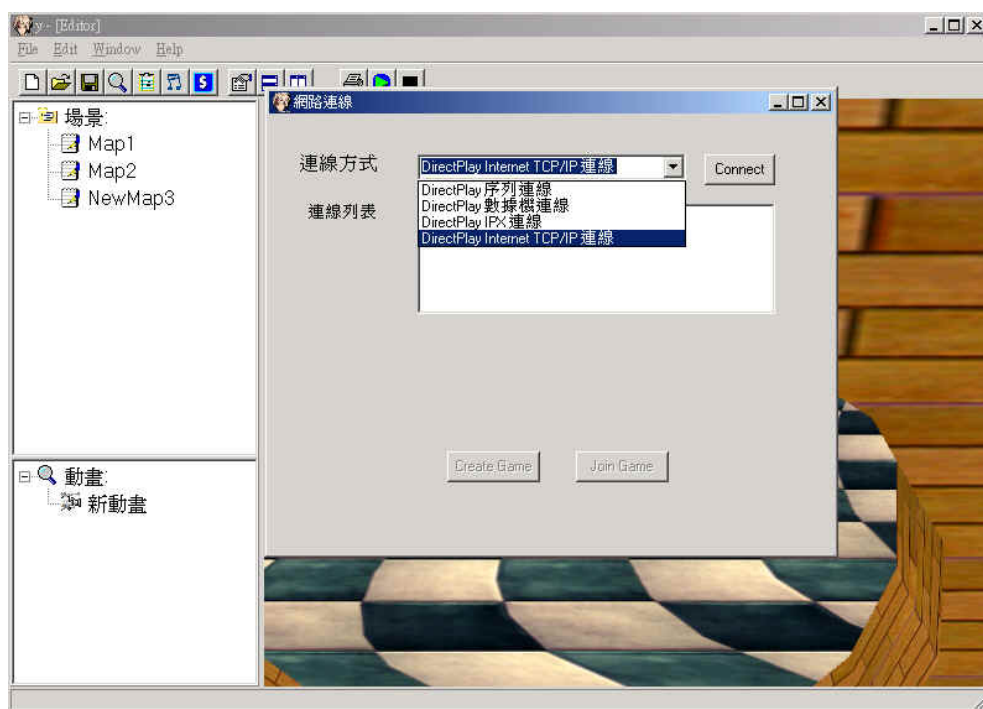 y - [Editor]
File Edit Window Help
場景:
Map1
Map2
NewMap3
動畫:
新動畫
網路連線
連線方式
DirectPlay Internet TCP/IP 連線
Connect
DirectPlay 序列連線
DirectPlay 數據機連線
DirectPlay IPX 連線
DirectPlay Internet TCP/IP 連線
連線列表
Create Game
Join Game